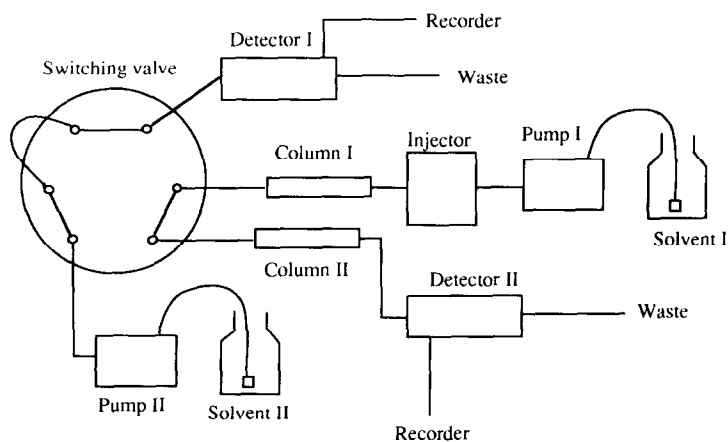 Recorder
Detector I
Switching valve
Waste
Column I
Injector
Pump I
Solvent I
Column II
Detector II
Waste
Pump II
Solvent II
Recorder